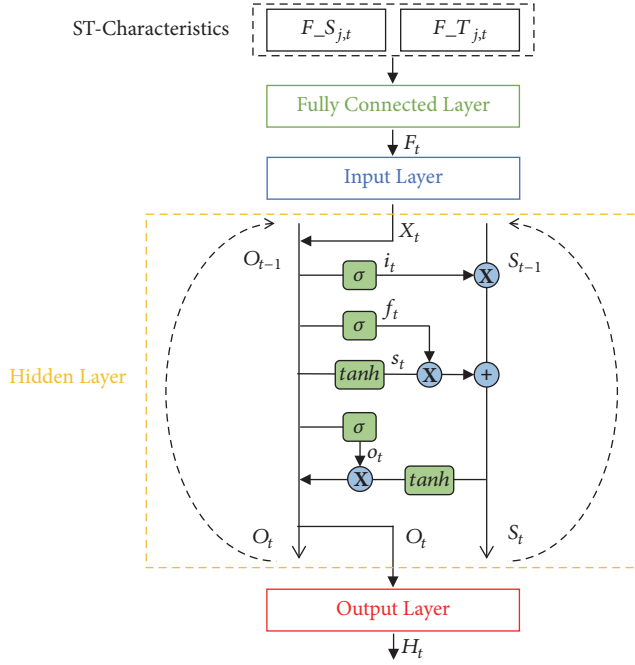 ST-Characteristics F_S_{j,t} F_T_{j,t}
Fully Connected Layer
F_t
Input Layer
X_t
O_{t−1} σ i_t X S_{t−1}
σ f_t
Hidden Layer tanh s_t X +
σ
o_t
X tanh
O_t O_t S_t
Output Layer
H_t